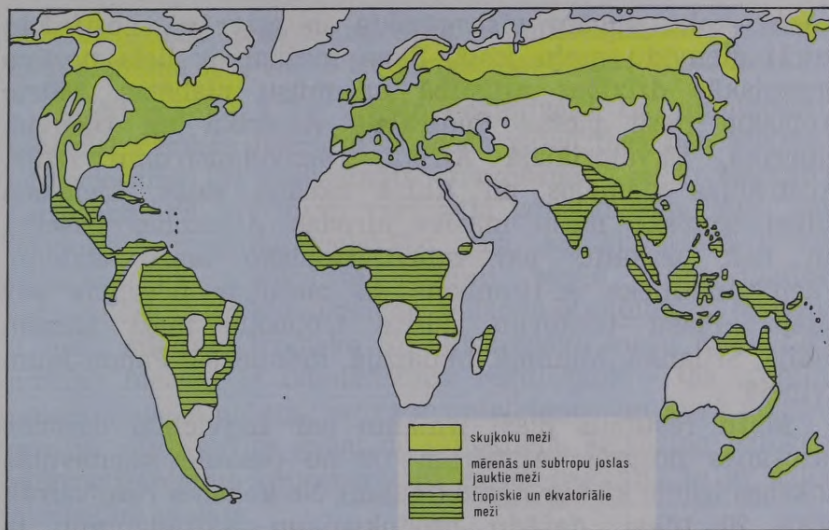 skujkoku meži
mērenās un subtropu joslas
jauktie meži
tropiskie un ekvatoriālie
meži